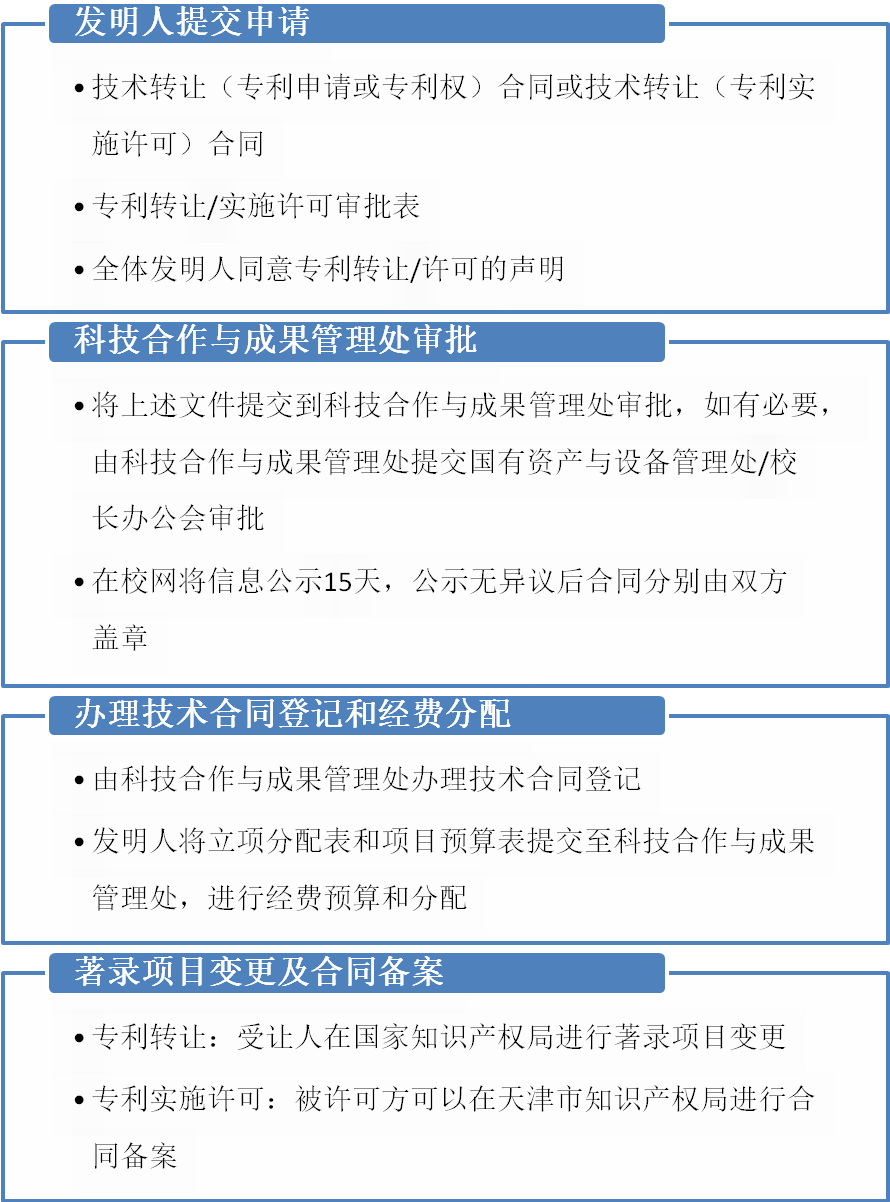 发明人提交申请
•技术转让（专利申请或专利权）合同或技术转让（专利实
施许可）合同
•专利转让/实施许可审批表
•全体发明人同意专利转让/许可的声明
科技合作与成果管理处审批
•将上述文件提交到科技合作与成果管理处审批，如有必要，
由科技合作与成果管理处提交国有资产与设备管理处/校
长办公会审批
•在校网将信息公示15天，公示无异议后合同分别由双方
盖章
办理技术合同登记和经费分配
•由科技合作与成果管理处办理技术合同登记
•发明人将立项分配表和项目预算表提交至科技合作与成果
管理处，进行经费预算和分配
著录项目变更及合同备案
•专利转让：受让人在国家知识产权局进行著录项目变更
•专利实施许可：被许可方可以在天津市知识产权局进行合
同备案